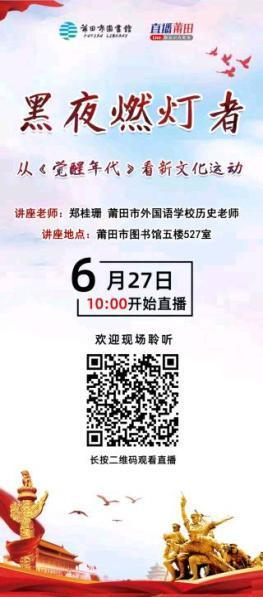 莆田市图书馆
PUTIAN LIBRARY
直播莆田
Live
黑夜燃灯者
从《觉醒年代》看新文化运动
讲座老师：郑桂珊 莆田市外国语学校历史老师
讲座地点：莆田市图书馆五楼527室
6月27日
10:00开始直播
欢迎现场聆听
长按二维码观看直播